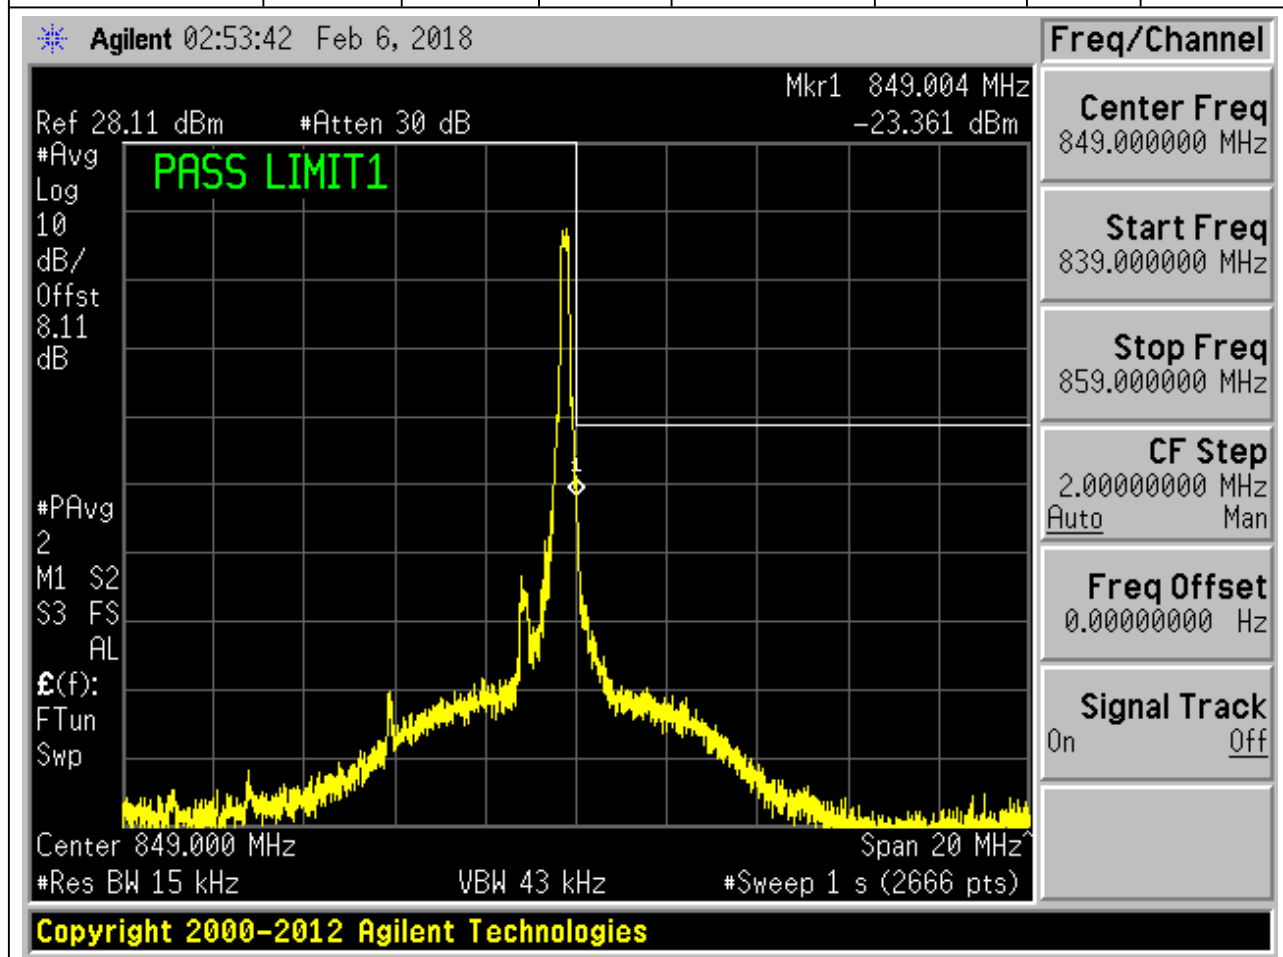 Agilent 02:53:42 Feb 6, 2018
Freq/Channel
Mkr1 849.004 MHz
Ref 28.11 dBm #Atten 30 dB -23.361 dBm
#Avg
Log
10
dB/
Offst
8.11
dB
PASS LIMIT1
1
#PAvg
2
M1 S2
S3 FS
AL
£(f):
FTun
Swp
Center 849.000 MHz Span 20 MHz^
#Res BW 15 kHz VBW 43 kHz #Sweep 1 s (2666 pts)
Center Freq
849.000000 MHz
Start Freq
839.000000 MHz
Stop Freq
859.000000 MHz
CF Step
2.00000000 MHz
Auto Man
Freq Offset
0.00000000 Hz
Signal Track
On Off
Copyright 2000-2012 Agilent Technologies